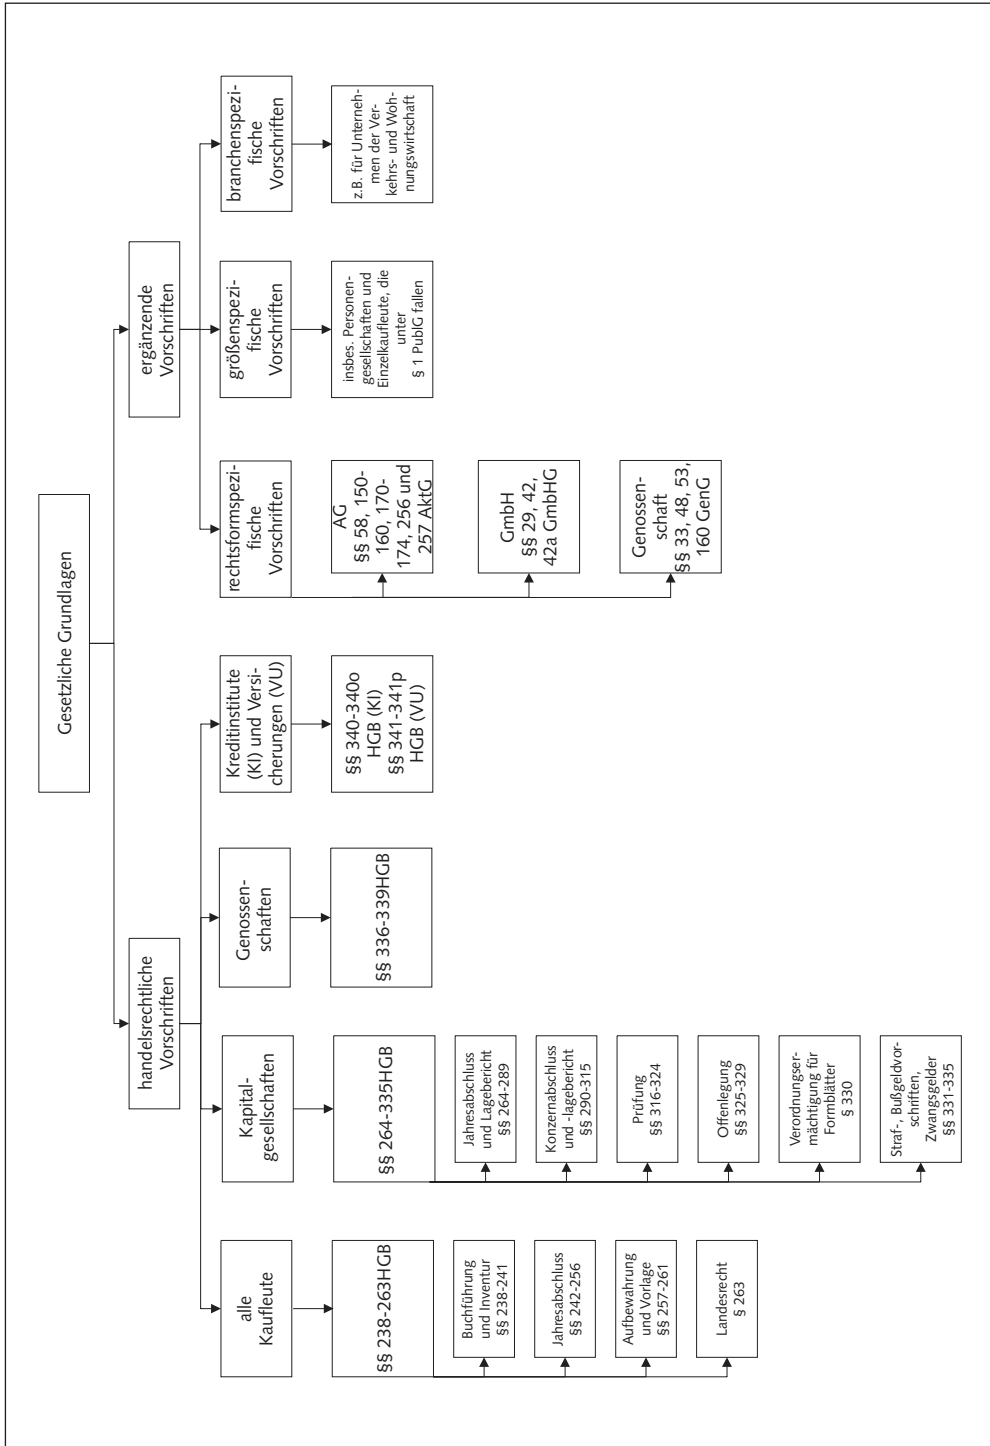 Gesetzliche Grundlagen
handelsrechtliche
Vorschriften
ergänzende
Vorschriften
alle
Kaufleute
Kapital-
gesellschaften
Genossen-
schaften
Kreditinstitute
(KI) und Versi-
cherungen (VU)
rechtsformspezi-
fische
Vorschriften
größenspezi-
fische
Vorschriften
branchenspezi-
fische
Vorschriften
§§ 238-263HGB
§§ 264-335HGB
§§ 336-339HGB
§§ 340-340o
HGB (KI)
§§ 341-341p
HGB (VU)
AG
§§ 58, 150-
160, 170-
174, 256 und
257 AktG
insbes. Personen-
gesellschaften und
Einzelkaufleute, die
unter
§ 1 PublG fallen
z.B. für Unterneh-
men der Ver-
kehrs- und Woh-
nungswirtschaft
Buchführung
und Inventur
§§ 238-241
Jahresabschluss
§§ 242-256
Aufbewahrung
und Vorlage
§§ 257-261
Landesrecht
§ 263
Jahresabschluss
und Lagebericht
§§ 264-289
Konzernabschluss
und -lagebericht
§§ 290-315
Prüfung
§§ 316-324
Offenlegung
§§ 325-329
Verordnungser-
mächtigung für
Formblätter
§ 330
Straf-, Bußgeldvor-
schriften,
Zwangsgelder
§§ 331-335
GmbH
§§ 29, 42,
42a GmbHG
Genossen-
schaft
§§ 33, 48, 53,
160 GenG